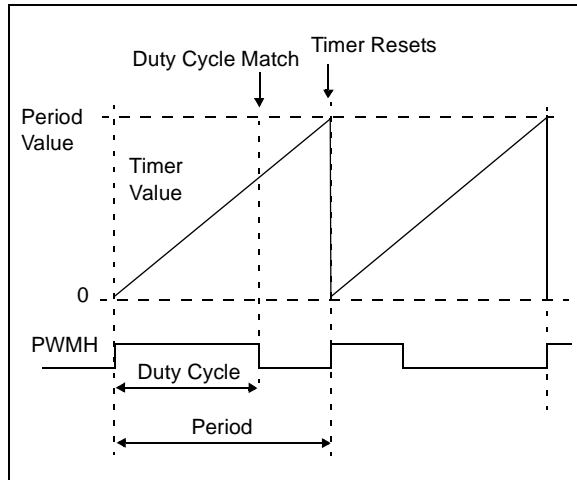 Timer Resets
Duty Cycle Match
Period
Value
Timer
Value
0
PWMH
Duty Cycle
Period